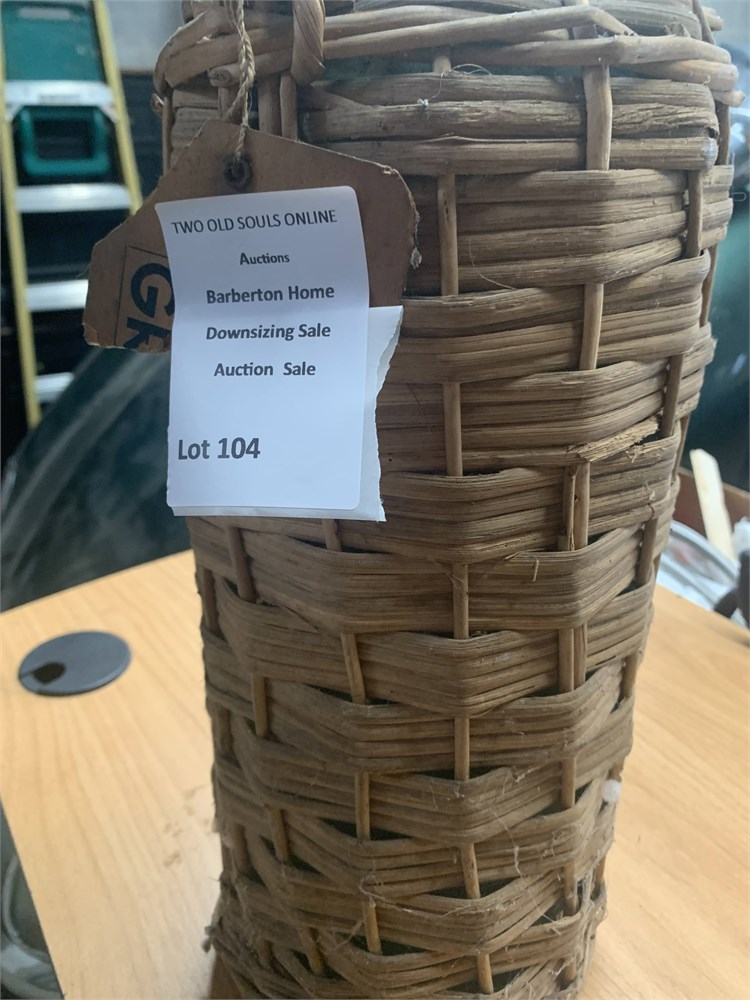 TWO OLD SOULS ONLINE
Auctions
Barberton Home
Downsizing Sale
Auction Sale
Lot 104